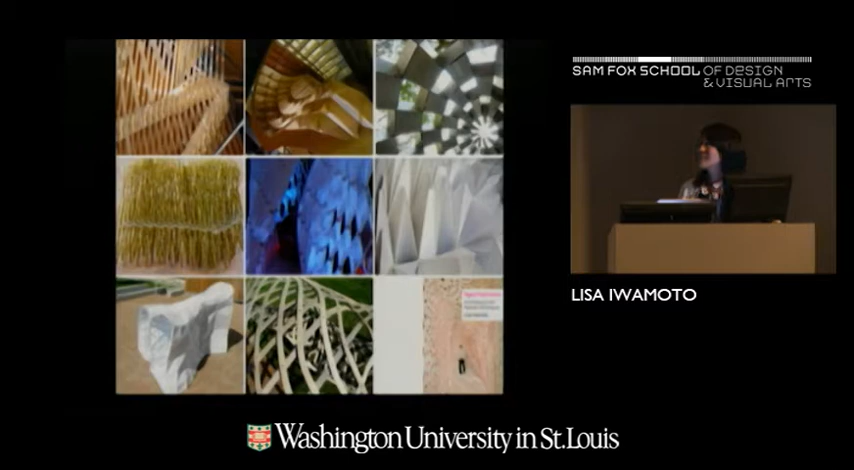 SAM FOX SCHOOL OF DESIGN
& VISUAL ARTS
LISA IWAMOTO
Washington University in St.Louis